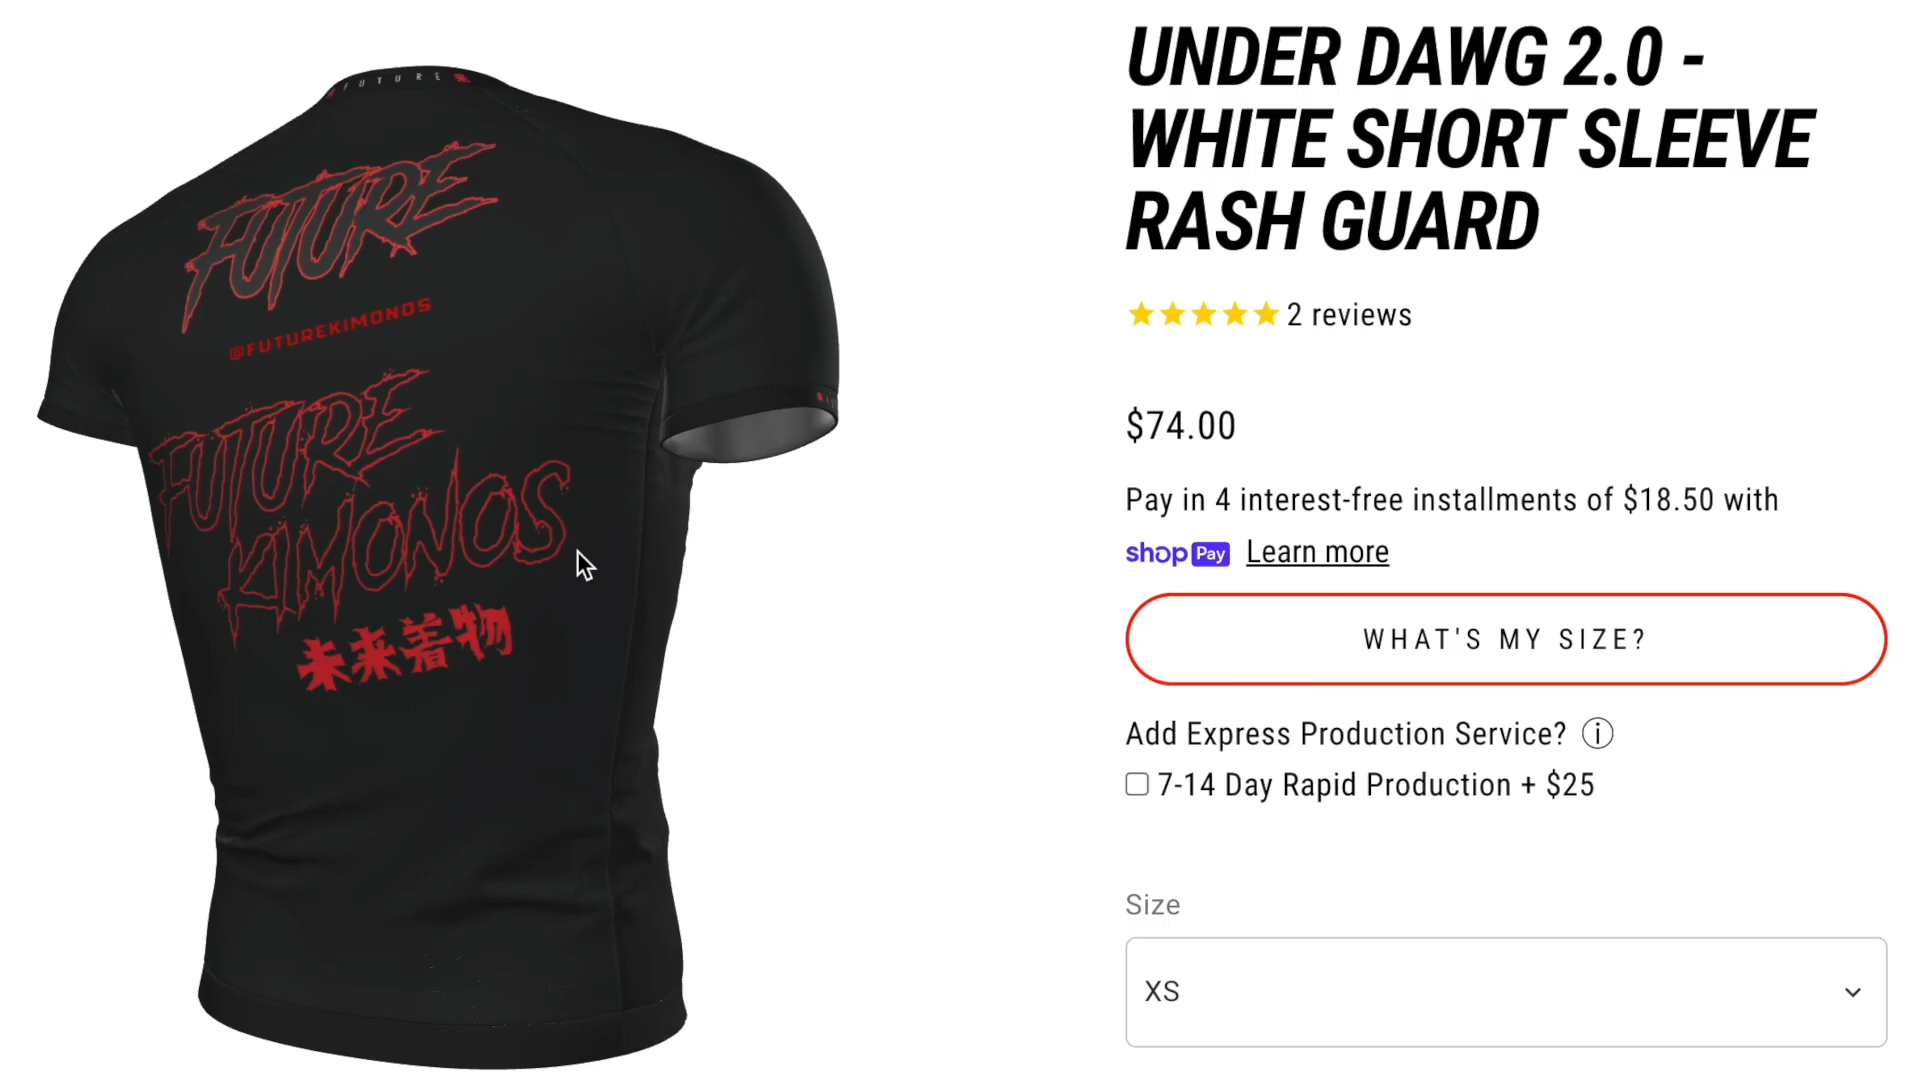 FUTURE
FUTURE
@FUTUREKIMONOS
FUTURE
KIMONOS
未来着物
UNDER DAWG 2.0 -
WHITE SHORT SLEEVE
RASH GUARD
2 reviews
$74.00
Pay in 4 interest-free installments of $18.50 with
shop Pay Learn more
WHAT'S MY SIZE?
Add Express Production Service? ⓘ
7-14 Day Rapid Production + $25
Size
XS